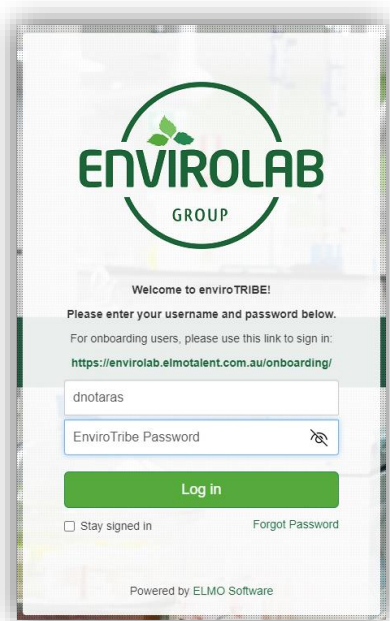 ENVIROLAB
GROUP
Welcome to enviroTRIBE!
Please enter your username and password below.
For onboarding users, please use this link to sign in:
https://envirolab.elmotalent.com.au/onboarding/
dnotaras
EnviroTribe Password
Log in
Stay signed in Forgot Password
Powered by ELMO Software